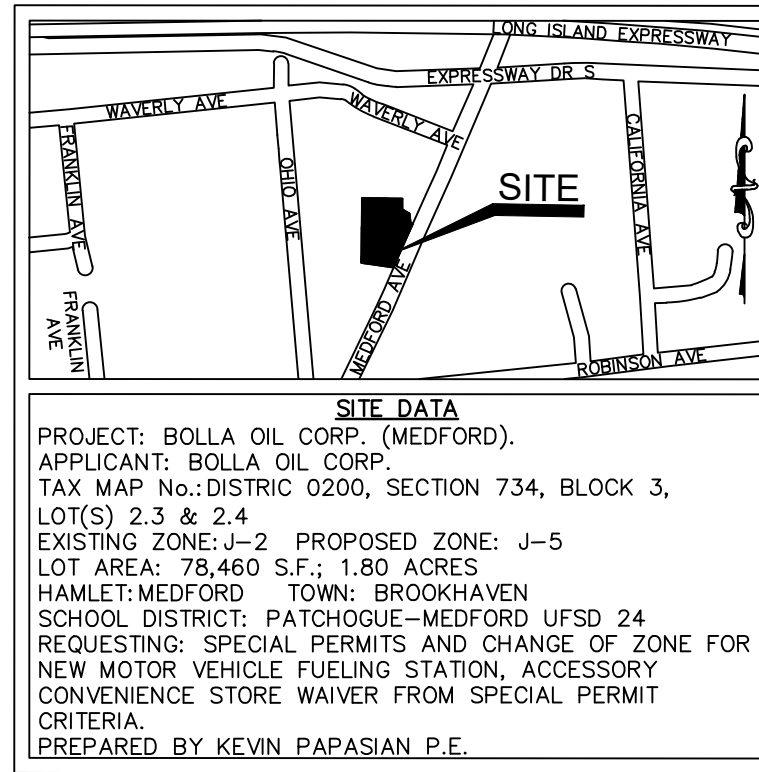 LONG ISLAND EXPRESSWAY
EXPRESSWAY DR S
WAVERLY AVE
WAVERLY AVE
FRANKLIN AVE
OHIO AVE
CALIFORNIA AVE
SITE
MEDFORD AVE
FRANKLIN
AVE
ROBINSON AVE
SITE DATA
PROJECT: BOLLA OIL CORP. (MEDFORD).
APPLICANT: BOLLA OIL CORP.
TAX MAP No.: DISTRIC 0200, SECTION 734, BLOCK 3,
LOT(S) 2.3 & 2.4
EXISTING ZONE: J-2 PROPOSED ZONE: J-5
LOT AREA: 78,460 S.F.; 1.80 ACRES
HAMLET: MEDFORD TOWN: BROOKHAVEN
SCHOOL DISTRICT: PATCHOGUE-MEDFORD UFSD 24
REQUESTING: SPECIAL PERMITS AND CHANGE OF ZONE FOR
NEW MOTOR VEHICLE FUELING STATION, ACCESSORY
CONVENIENCE STORE WAIVER FROM SPECIAL PERMIT
CRITERIA.
PREPARED BY KEVIN PAPASIAN P.E.